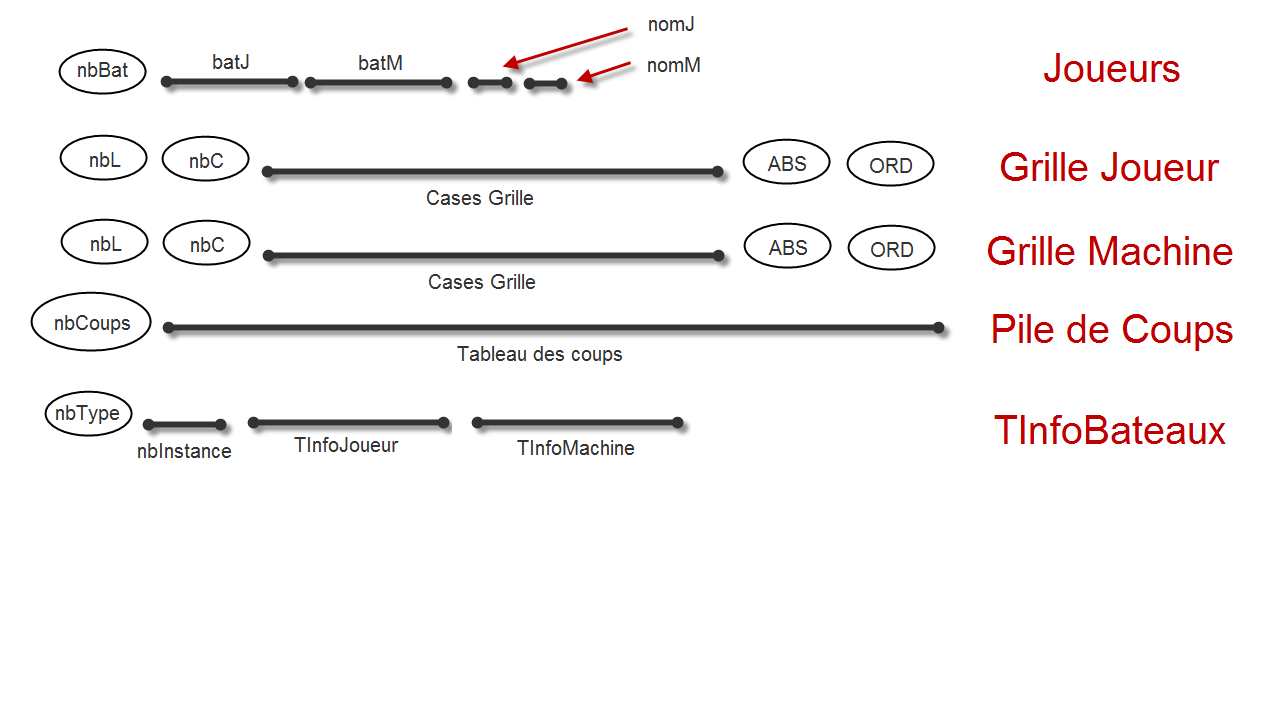 nomJ
nbBat batJ batM nomM Joueurs
nbL nbC ABS ORD Grille Joueur
Cases Grille
nbL nbC ABS ORD Grille Machine
Cases Grille
nbCoups Pile de Coups
Tableau des coups
nbType TInfoBateaux
nbInstance TInfoJoueur TInfoMachine